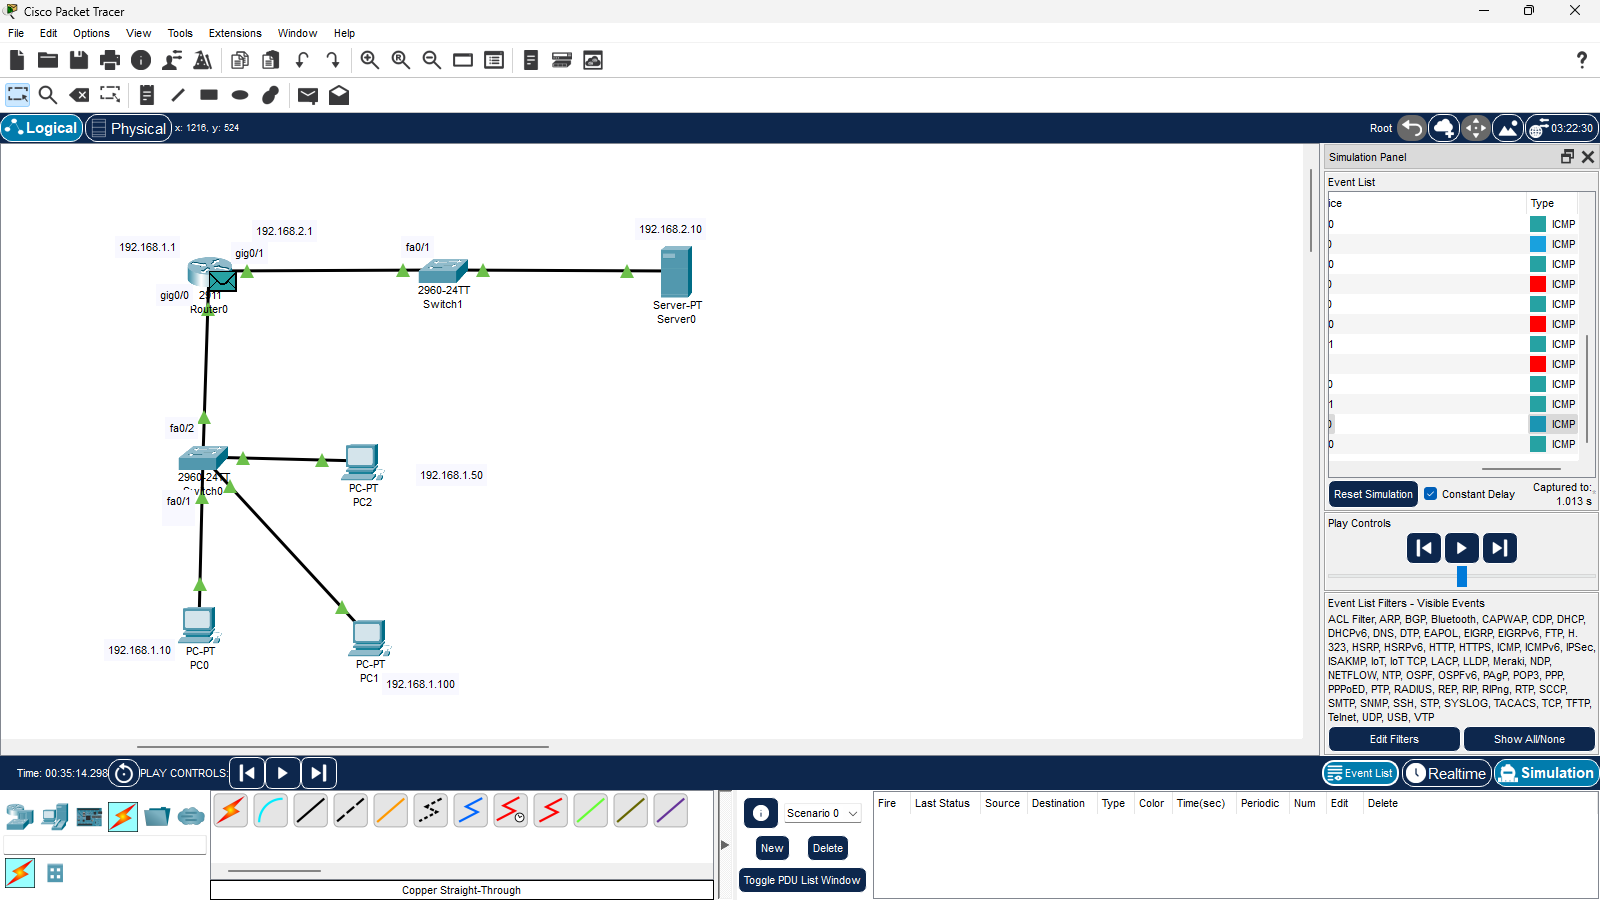 Cisco Packet Tracer
File Edit Options View Tools Extensions Window Help
Logical Physical x: 1216, y: 524 Root 03:22:30
Simulation Panel
Event List
ice Type
0 ICMP
0 ICMP
0 ICMP
0 ICMP
0 ICMP
0 ICMP
1 ICMP
ICMP
0 ICMP
1 ICMP
0 ICMP
0 ICMP
Reset Simulation Constant Delay Captured to:
1.013 s
Play Controls
Event List Filters - Visible Events
ACL Filter, ARP, BGP, Bluetooth, CAPWAP, CDP, DHCP,
DHCPv6, DNS, DTP, EAPOL, EIGRP, EIGRPv6, FTP, H.
323, HSRP, HSRPv6, HTTP, HTTPS, ICMP, ICMPv6, IPSec,
ISAKMP, IoT, IoT TCP, LACP, LLDP, Meraki, NDP,
NETFLOW, NTP, OSPF, OSPFv6, PAgP, POP3, PPP,
PPPoED, PTP, RADIUS, REP, RIP, RIPng, RTP, SCCP,
SMTP, SNMP, SSH, STP, SYSLOG, TACACS, TCP, TFTP,
Telnet, UDP, USB, VTP
Edit Filters Show All/None
192.168.1.1
192.168.2.1
gig0/1
fa0/1
192.168.2.10
gig0/0
2911
Router0
2960-24TT
Switch1
Server-PT
Server0
fa0/2
2960-24TT
Switch0
fa0/1
PC-PT
PC2
192.168.1.50
192.168.1.10
PC-PT
PC0
PC-PT
PC1
192.168.1.100
Time: 00:35:14.298 PLAY CONTROLS:
Event List Realtime Simulation
Scenario 0
New Delete
Toggle PDU List Window
Fire Last Status Source Destination Type Color Time(sec) Periodic Num Edit Delete
Copper Straight-Through